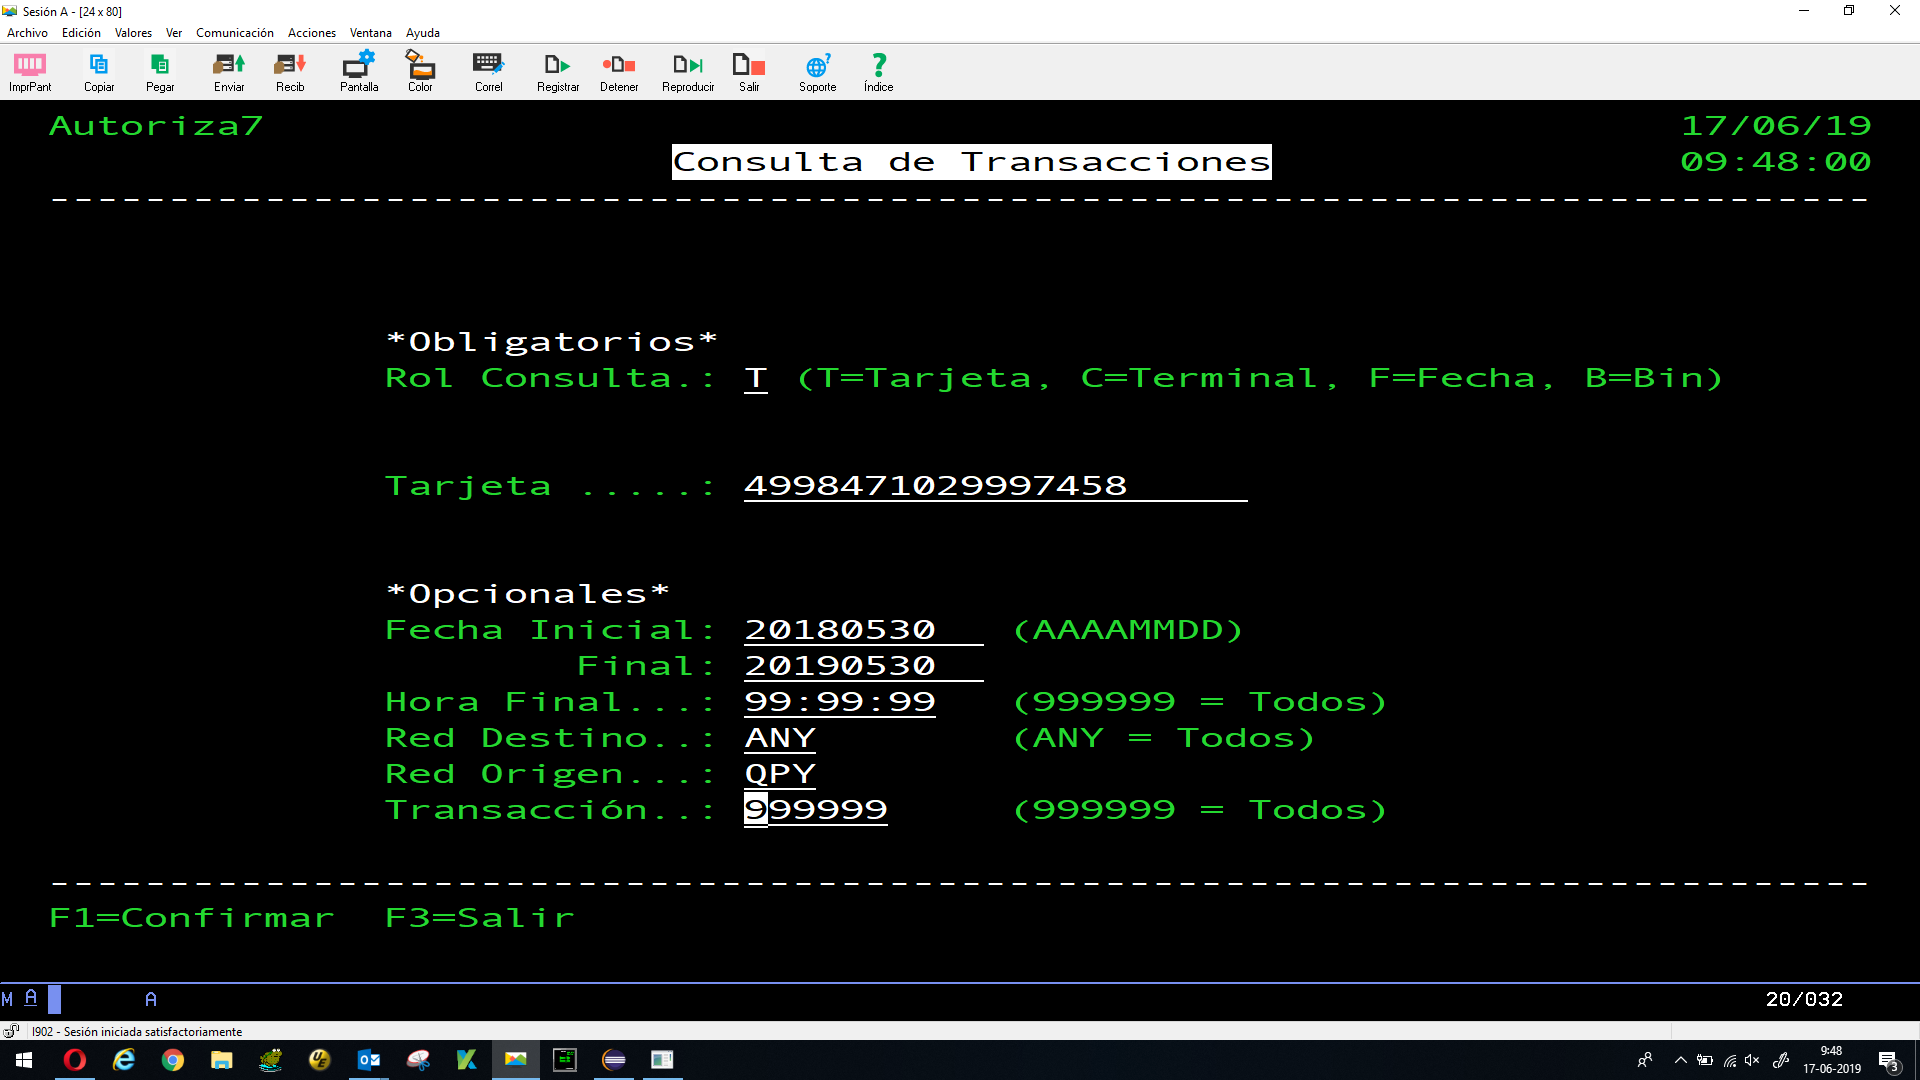 Sesión A - [24 x 80]
Archivo Edición Valores Ver Comunicación Acciones Ventana Ayuda
ImprPant Copiar Pegar Enviar Recib Pantalla Color Correl Registrar Detener Reproducir Salir Soporte Índice
Autoriza7 17/06/19
Consulta de Transacciones 09:48:00
*Obligatorios*
Rol Consulta.: T (T=Tarjeta, C=Terminal, F=Fecha, B=Bin)
Tarjeta .....: 4998471029997458
*Opcionales*
Fecha Inicial: 20180530 (AAAAMMDD)
Final: 20190530
Hora Final...: 99:99:99 (999999 = Todos)
Red Destino..: ANY (ANY = Todos)
Red Origen...: QPY
Transacción..: 999999 (999999 = Todos)
F1=Confirmar F3=Salir
M A A 20/032
I902 - Sesión iniciada satisfactoriamente
9:48
17-06-2019
3